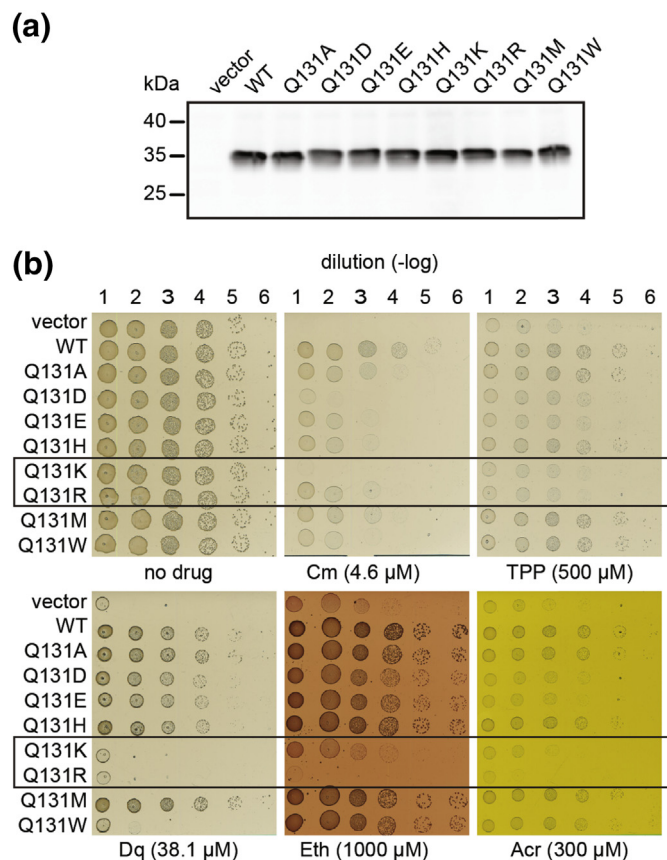 (a)
vector WT Q131A Q131D Q131E Q131H Q131K Q131R Q131M Q131W
kDa
40
35
25
(b)
dilution (-log)
1 2 3 4 5 6 1 2 3 4 5 6 1 2 3 4 5 6
vector
WT
Q131A
Q131D
Q131E
Q131H
Q131K
Q131R
Q131M
Q131W
no drug Cm (4.6 µM) TPP (500 µM)
vector
WT
Q131A
Q131D
Q131E
Q131H
Q131K
Q131R
Q131M
Q131W
Dq (38.1 µM) Eth (1000 µM) Acr (300 µM)